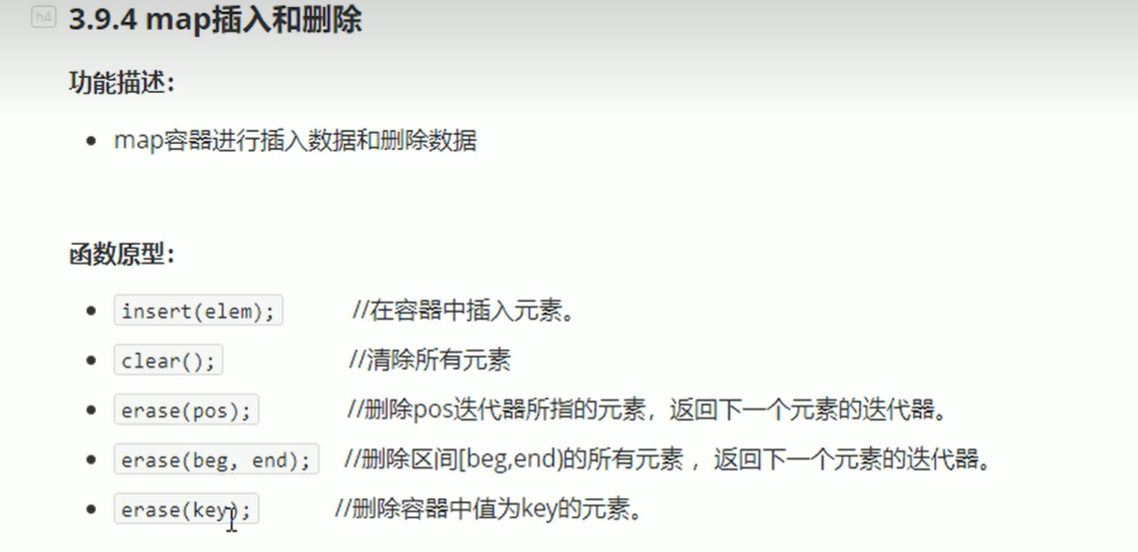 h4 3.9.4 map插入和删除
功能描述：
• map容器进行插入数据和删除数据
函数原型：
• insert(elem); //在容器中插入元素。
• clear(); //清除所有元素
• erase(pos); //删除pos迭代器所指的元素，返回下一个元素的迭代器。
• erase(beg, end); //删除区间[beg,end)的所有元素 ，返回下一个元素的迭代器。
• erase(key); //删除容器中值为key的元素。